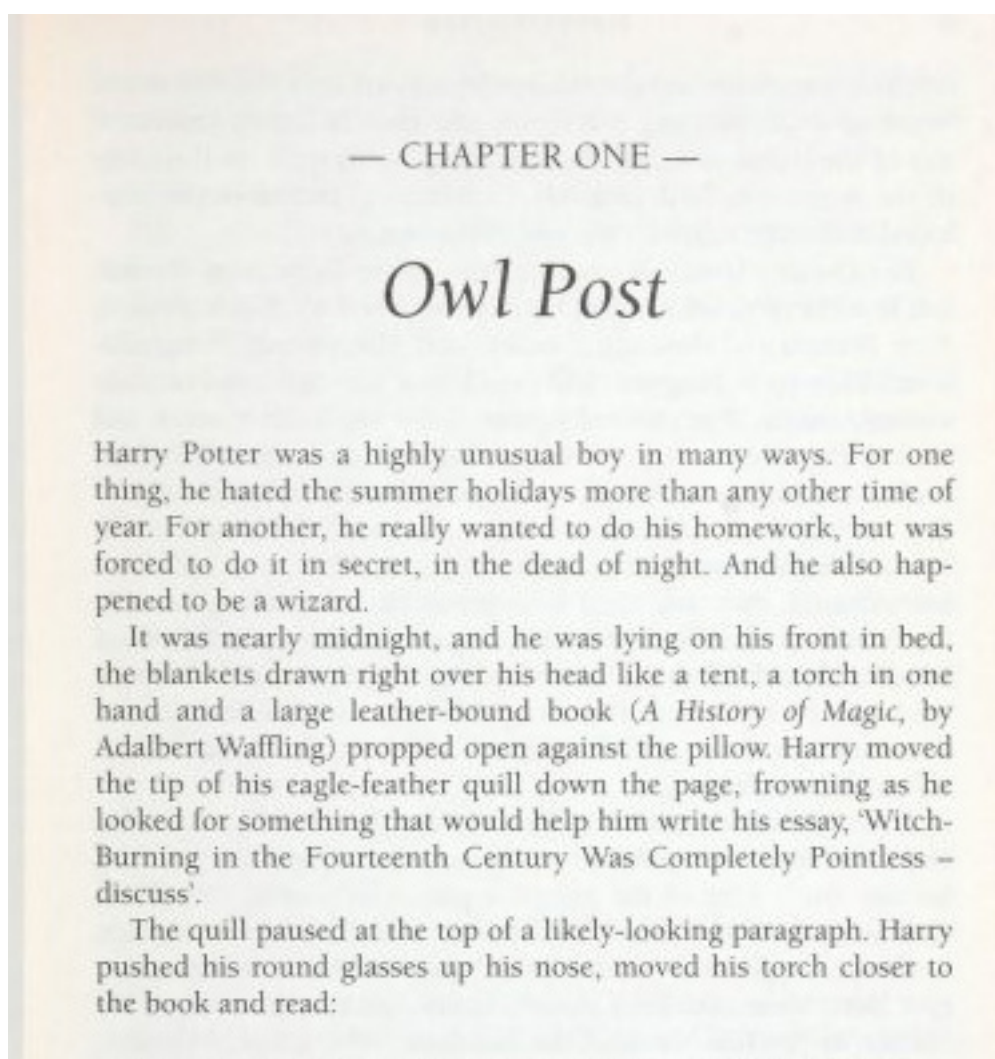 — CHAPTER ONE —
Owl Post
Harry Potter was a highly unusual boy in many ways. For one
thing, he hated the summer holidays more than any other time of
year. For another, he really wanted to do his homework, but was
forced to do it in secret, in the dead of night. And he also hap-
pened to be a wizard.
It was nearly midnight, and he was lying on his front in bed,
the blankets drawn right over his head like a tent, a torch in one
hand and a large leather-bound book (A History of Magic, by
Adalbert Waffling) propped open against the pillow. Harry moved
the tip of his eagle-feather quill down the page, frowning as he
looked for something that would help him write his essay, ‘Witch-
Burning in the Fourteenth Century Was Completely Pointless –
discuss’.
The quill paused at the top of a likely-looking paragraph. Harry
pushed his round glasses up his nose, moved his torch closer to
the book and read: